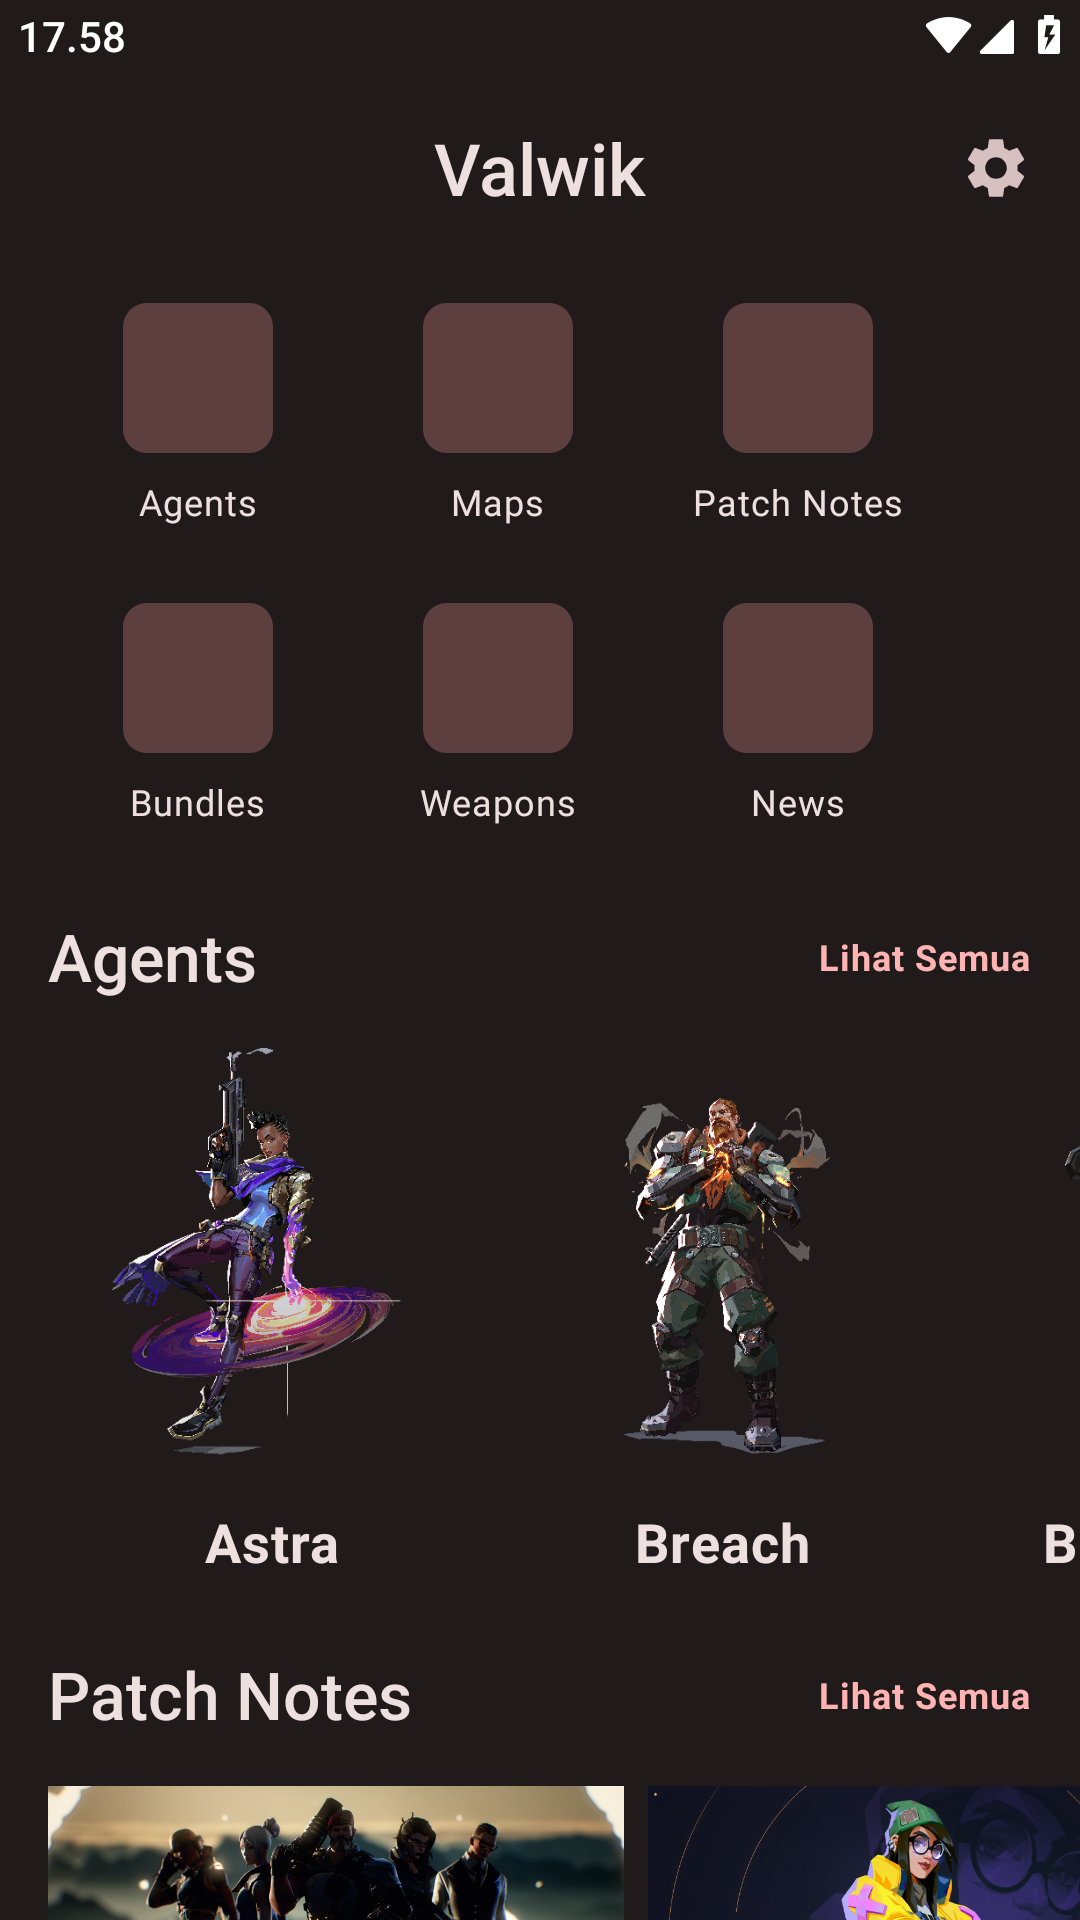 17.58
Valwik
Agents Maps Patch Notes
Bundles Weapons News
Agents Lihat Semua
Astra Breach B
Patch Notes Lihat Semua